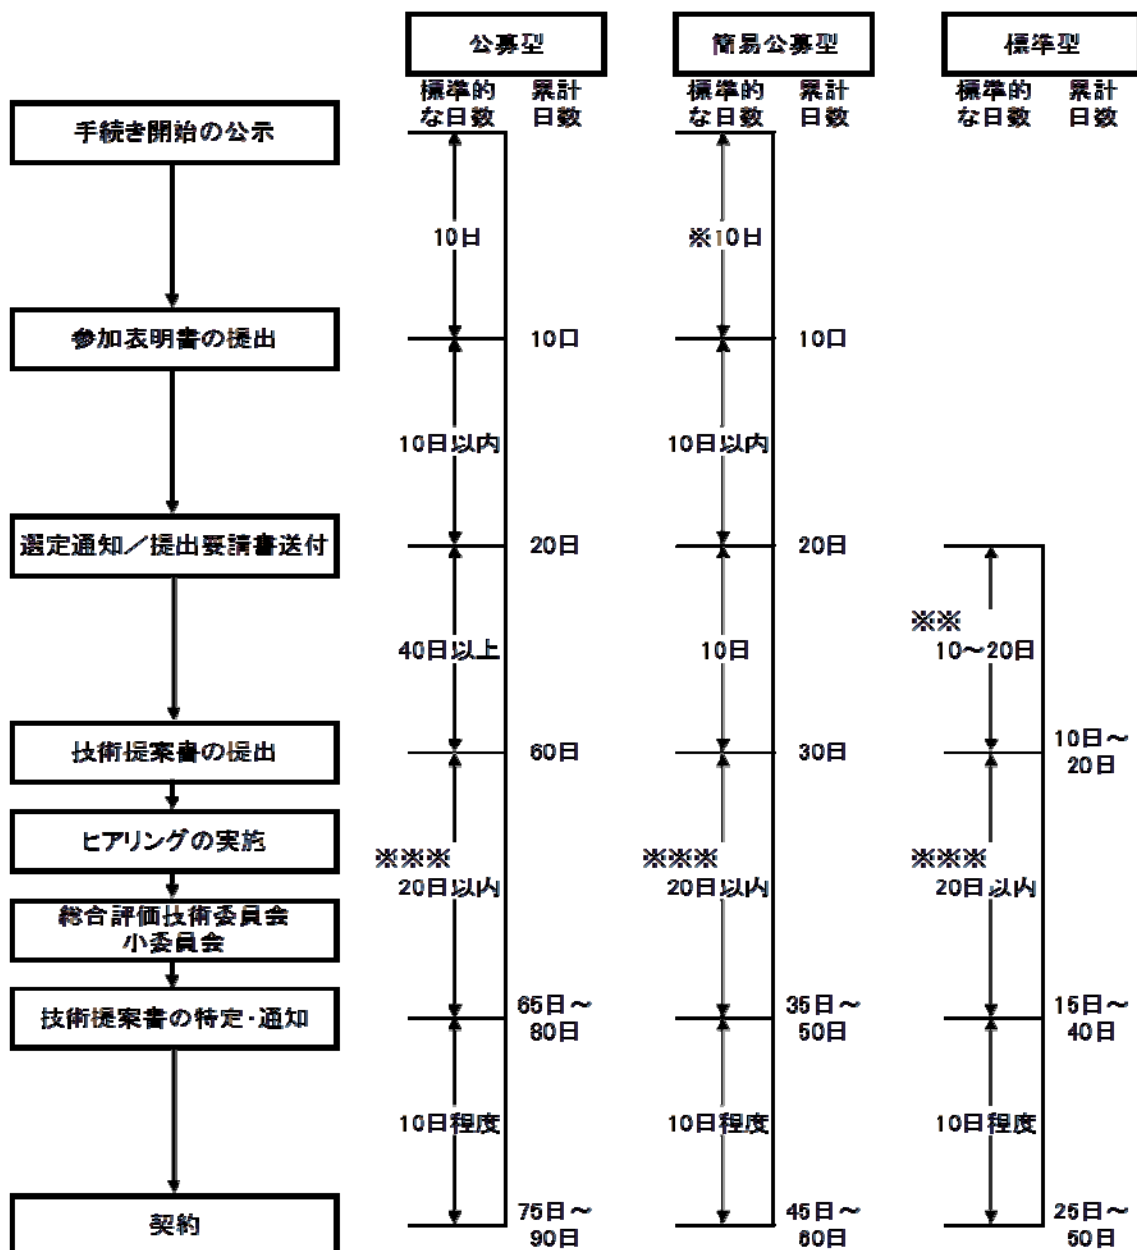 公募型
簡易公募型
標準型
標準的
な日数
累計
日数
標準的
な日数
累計
日数
標準的
な日数
累計
日数
手続き開始の公示
10日
※10日
参加表明書の提出
10日
10日
10日以内
10日以内
選定通知／提出要請書送付
20日
20日
40日以上
10日
※※
10～20日
技術提案書の提出
60日
30日
10日～
20日
ヒアリングの実施
※※※
20日以内
※※※
20日以内
※※※
20日以内
総合評価技術委員会
小委員会
技術提案書の特定・通知
65日～
80日
35日～
50日
15日～
40日
10日程度
10日程度
10日程度
契約
75日～
90日
45日～
60日
25日～
50日